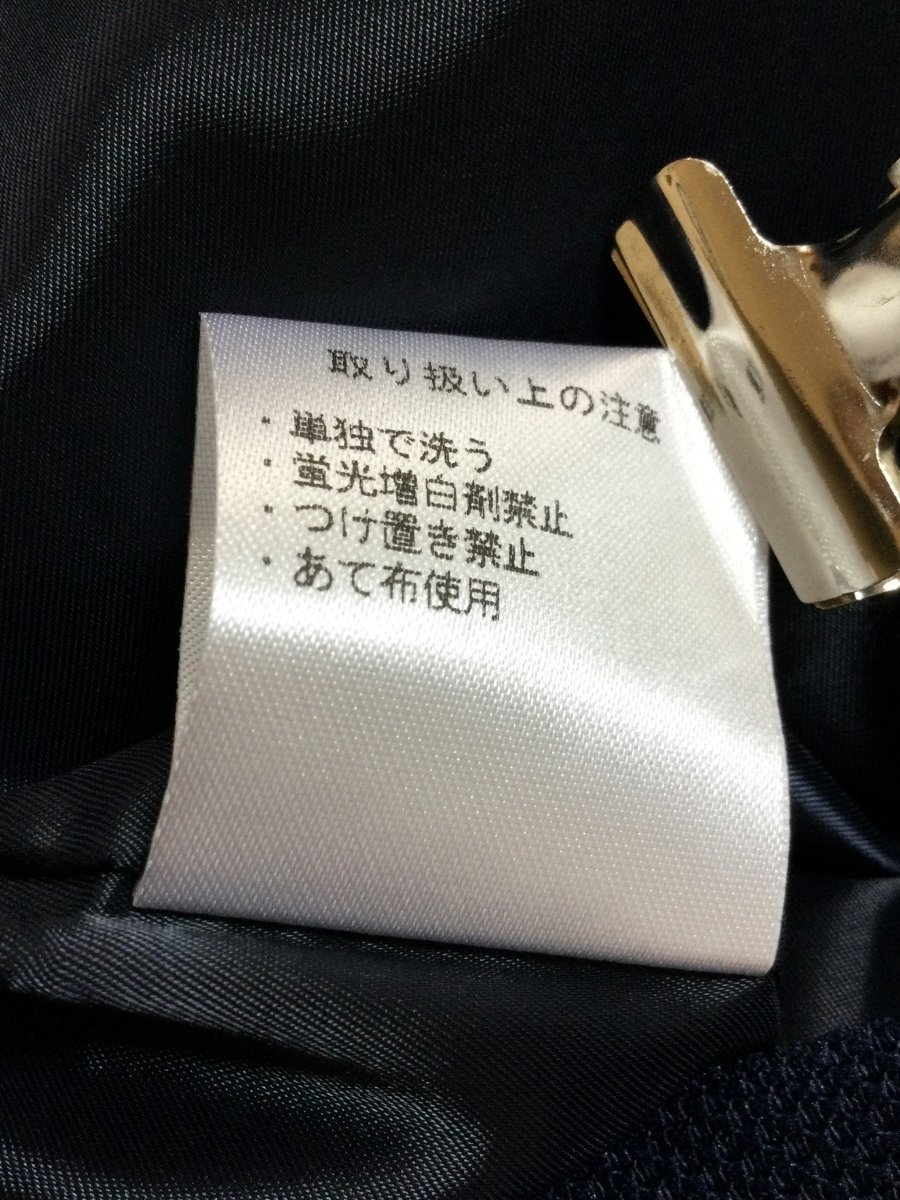 取り扱い上の注意
・単独で洗う
・蛍光増白剤禁止
・つけ置き禁止
・あて布使用